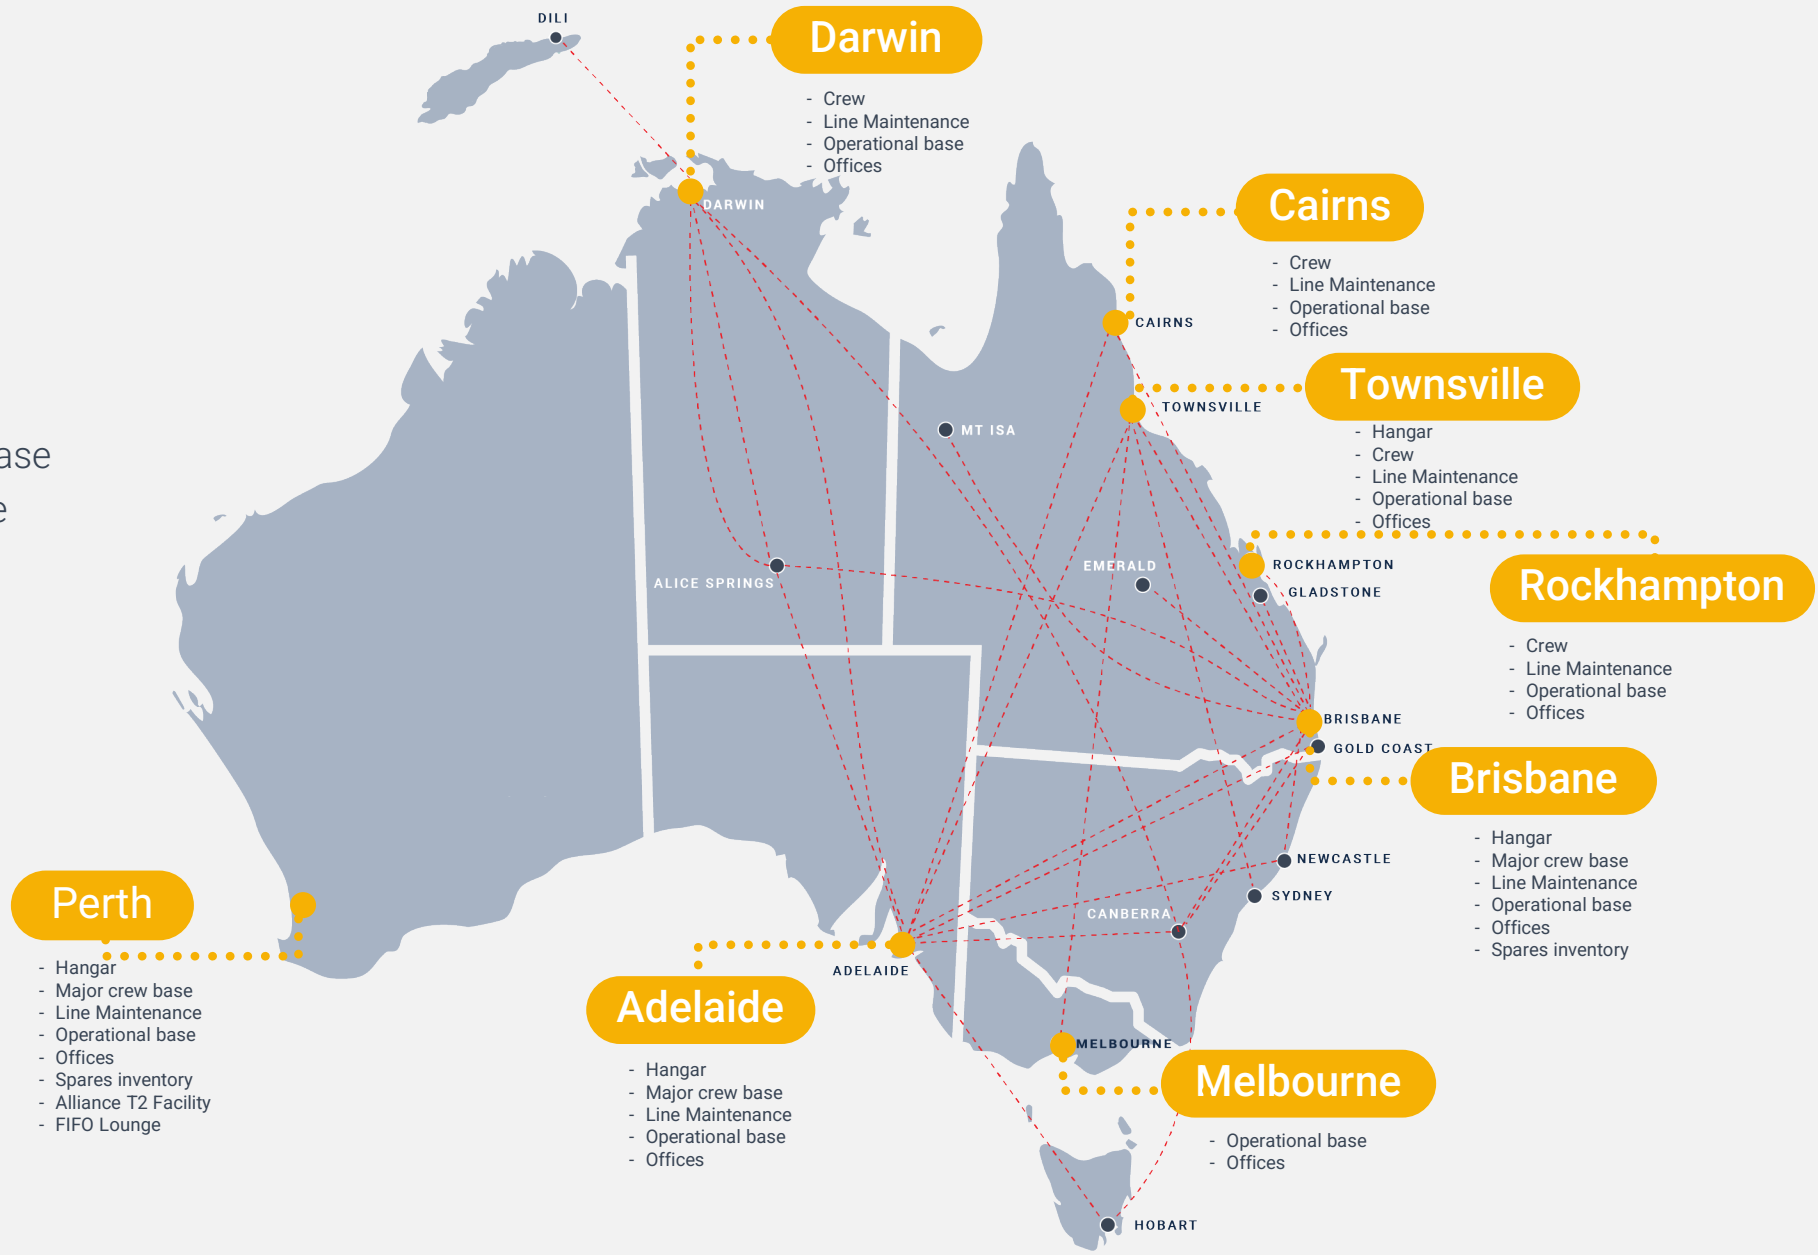 DILI
Darwin
- Crew
- Line Maintenance
- Operational base
- Offices
DARWIN
Cairns
- Crew
- Line Maintenance
- Operational base
- Offices
CAIRNS
Townsville
TOWNSVILLE
- Hangar
- Crew
- Line Maintenance
- Operational base
- Offices
MT ISA
ase
e
ROCKHAMPTON
EMERALD
ALICE SPRINGS
GLADSTONE
Rockhampton
- Crew
- Line Maintenance
- Operational base
- Offices
BRISBANE
GOLD COAST
Brisbane
- Hangar
- Major crew base
- Line Maintenance
- Operational base
- Offices
- Spares inventory
NEWCASTLE
SYDNEY
CANBERRA
Perth
- Hangar
- Major crew base
- Line Maintenance
- Operational base
- Offices
- Spares inventory
- Alliance T2 Facility
- FIFO Lounge
ADELAIDE
Adelaide
- Hangar
- Major crew base
- Line Maintenance
- Operational base
- Offices
MELBOURNE
Melbourne
- Operational base
- Offices
HOBART